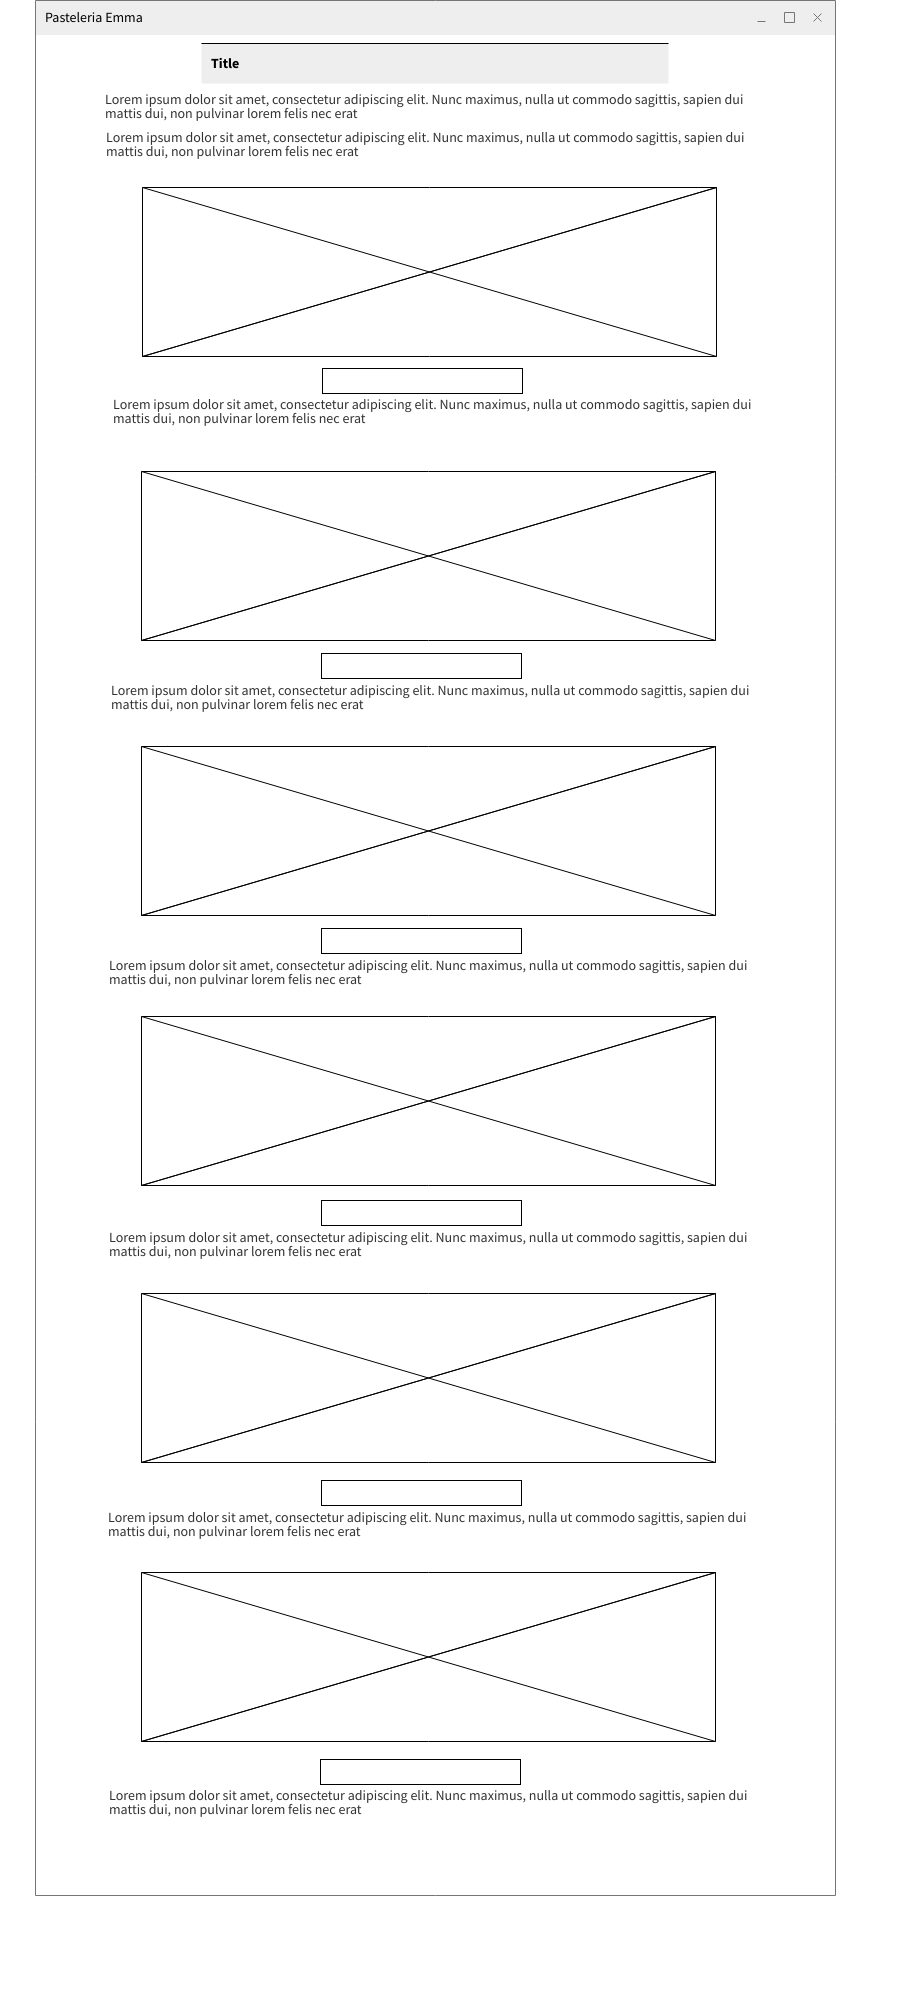 Pasteleria Emma
Title
Lorem ipsum dolor sit amet, consectetur adipiscing elit. Nunc maximus, nulla ut commodo sagittis, sapien dui
mattis dui, non pulvinar lorem felis nec erat
Lorem ipsum dolor sit amet, consectetur adipiscing elit. Nunc maximus, nulla ut commodo sagittis, sapien dui
mattis dui, non pulvinar lorem felis nec erat
Lorem ipsum dolor sit amet, consectetur adipiscing elit. Nunc maximus, nulla ut commodo sagittis, sapien dui
mattis dui, non pulvinar lorem felis nec erat
Lorem ipsum dolor sit amet, consectetur adipiscing elit. Nunc maximus, nulla ut commodo sagittis, sapien dui
mattis dui, non pulvinar lorem felis nec erat
Lorem ipsum dolor sit amet, consectetur adipiscing elit. Nunc maximus, nulla ut commodo sagittis, sapien dui
mattis dui, non pulvinar lorem felis nec erat
Lorem ipsum dolor sit amet, consectetur adipiscing elit. Nunc maximus, nulla ut commodo sagittis, sapien dui
mattis dui, non pulvinar lorem felis nec erat
Lorem ipsum dolor sit amet, consectetur adipiscing elit. Nunc maximus, nulla ut commodo sagittis, sapien dui
mattis dui, non pulvinar lorem felis nec erat
Lorem ipsum dolor sit amet, consectetur adipiscing elit. Nunc maximus, nulla ut commodo sagittis, sapien dui
mattis dui, non pulvinar lorem felis nec erat